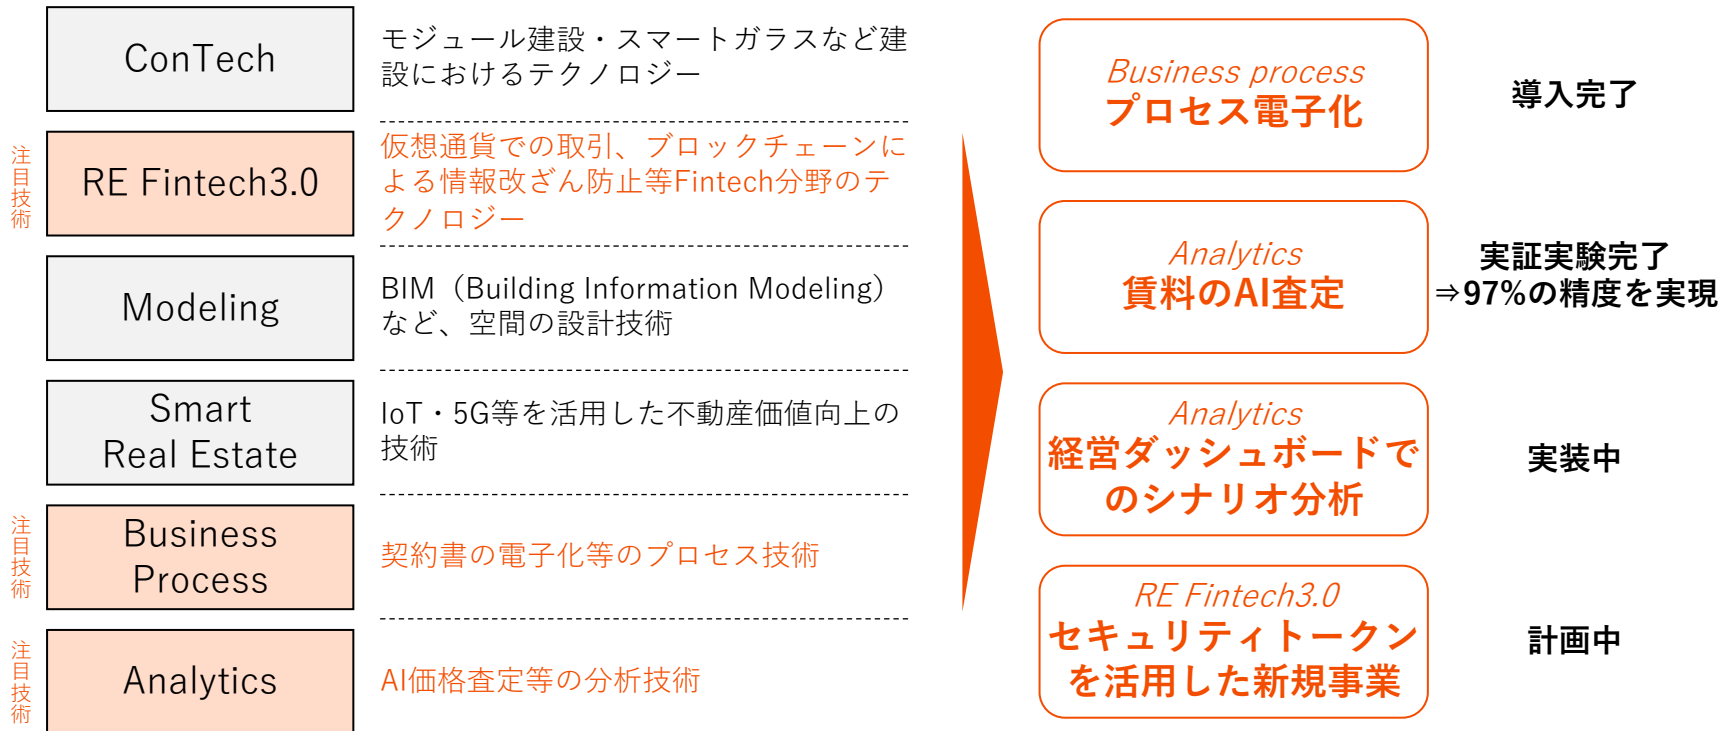 ConTech
モジュール建設・スマートガラスなど建
設におけるテクノロジー
注目技術
RE Fintech3.0
仮想通貨での取引、ブロックチェーンに
よる情報改ざん防止等Fintech分野のテ
クノロジー
Modeling
BIM（Building Information Modeling）
など、空間の設計技術
Smart
Real Estate
IoT・5G等を活用した不動産価値向上の
技術
注目技術
Business
Process
契約書の電子化等のプロセス技術
注目技術
Analytics
AI価格査定等の分析技術
Business process
プロセス電子化
導入完了
Analytics
賃料のAI査定
実証実験完了
⇒97%の精度を実現
Analytics
経営ダッシュボードで
のシナリオ分析
実装中
RE Fintech3.0
セキュリティトークン
を活用した新規事業
計画中